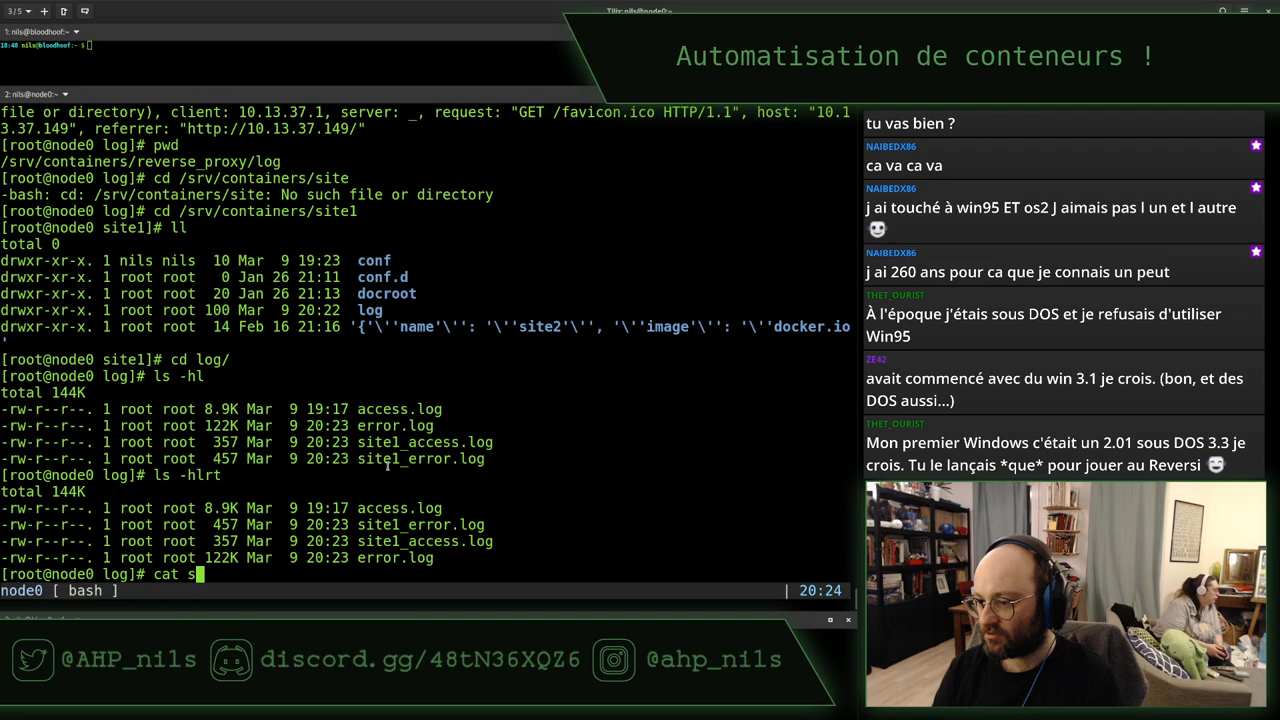 3/5
Tilix: nils@node0:~
1: nils@bloodhoof:~
18:48 nils@bloodhoof:~ $
Automatisation de conteneurs !
2: nils@node0:~
file or directory), client: 10.13.37.1, server: _, request: "GET /favicon.ico HTTP/1.1", host: "10.1
3.37.149", referrer: "http://10.13.37.149/"
[root@node0 log]# pwd
/srv/containers/reverse_proxy/log
[root@node0 log]# cd /srv/containers/site
-bash: cd: /srv/containers/site: No such file or directory
[root@node0 log]# cd /srv/containers/site1
[root@node0 site1]# ll
total 0
drwxr-xr-x. 1 nils nils  10 Mar  9 19:23  conf
drwxr-xr-x. 1 root root   0 Jan 26 21:11  conf.d
drwxr-xr-x. 1 root root  20 Jan 26 21:13  docroot
drwxr-xr-x. 1 root root 100 Mar  9 20:22  log
drwxr-xr-x. 1 root root  14 Feb 16 21:16 '{'\''name'\'': '\''site2'\'', '\''image'\'': '\''docker.io
'
[root@node0 site1]# cd log/
[root@node0 log]# ls -hl
total 144K
-rw-r--r--. 1 root root 8.9K Mar  9 19:17 access.log
-rw-r--r--. 1 root root 122K Mar  9 20:23 error.log
-rw-r--r--. 1 root root  357 Mar  9 20:23 site1_access.log
-rw-r--r--. 1 root root  457 Mar  9 20:23 site1_error.log
[root@node0 log]# ls -hlrt
total 144K
-rw-r--r--. 1 root root 8.9K Mar  9 19:17 access.log
-rw-r--r--. 1 root root  457 Mar  9 20:23 site1_error.log
-rw-r--r--. 1 root root  357 Mar  9 20:23 site1_access.log
-rw-r--r--. 1 root root 122K Mar  9 20:23 error.log
[root@node0 log]# cat s
node0 [ bash ] | 20:24
tu vas bien ?
NAIBEDX86
ca va ca va
NAIBEDX86
j ai touché à win95 ET os2 J aimais pas l un et l autre
NAIBEDX86
j ai 260 ans pour ca que je connais un peut
THET_OURIST
À l'époque j'étais sous DOS et je refusais d'utiliser
Win95
ZE42
avait commencé avec du win 3.1 je crois. (bon, et des
DOS aussi...)
THET_OURIST
Mon premier Windows c'était un 2.01 sous DOS 3.3 je
crois. Tu le lançais *que* pour jouer au Reversi
@AHP_nils
discord.gg/48tN36XQZ6
@ahp_nils